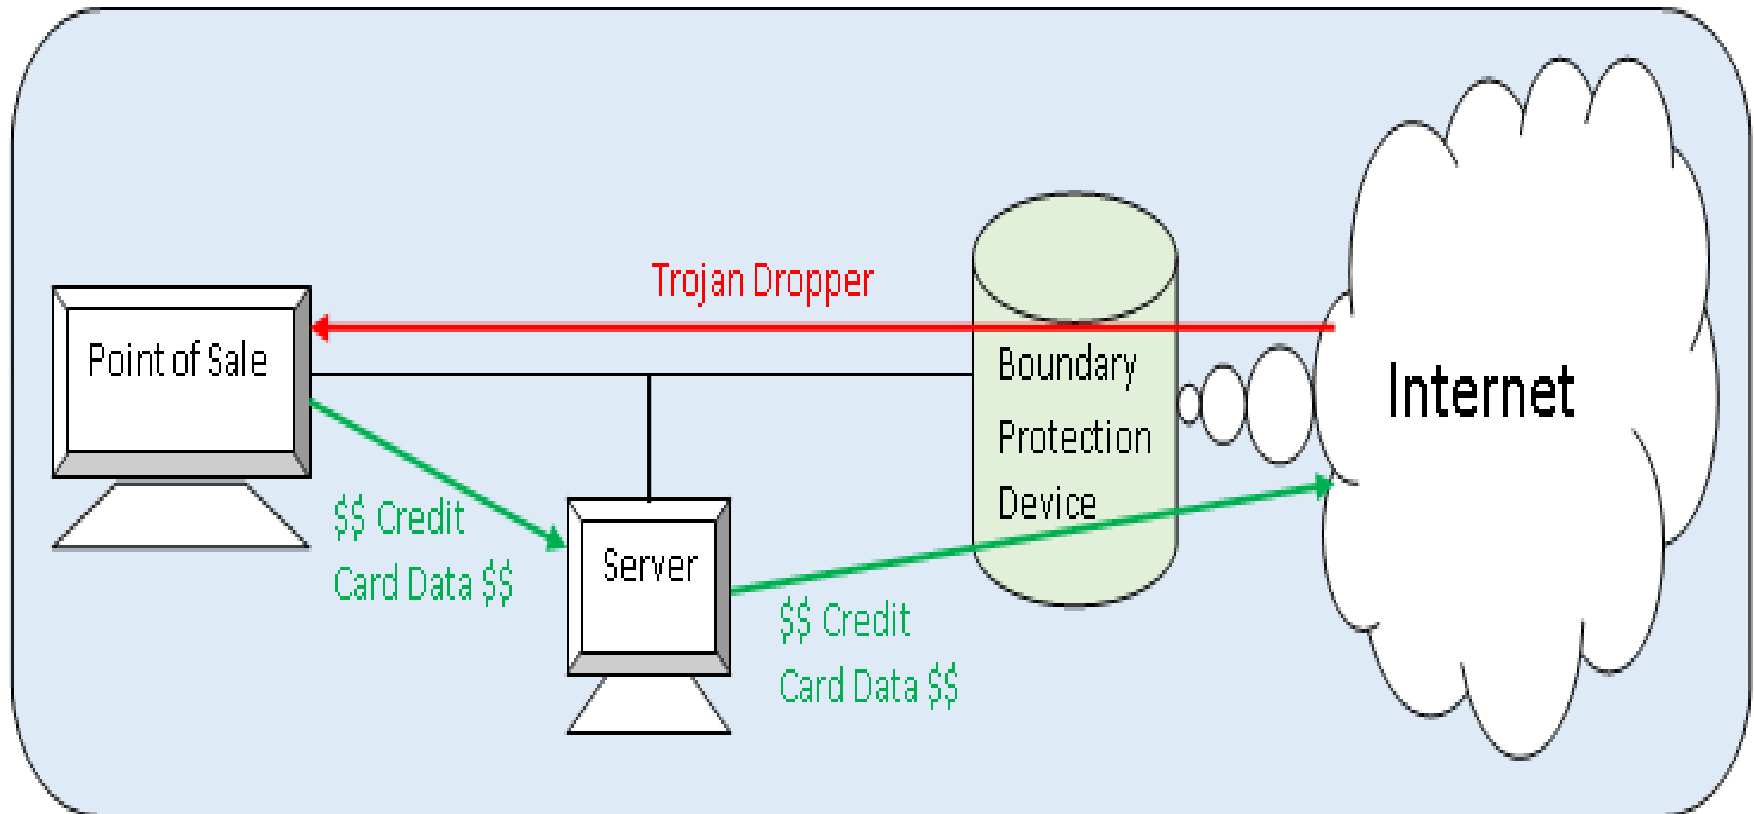 Trojan Dropper
Point of Sale
Boundary
Protection
Device
Internet
$$ Credit
Card Data $$
Server
$$ Credit
Card Data $$